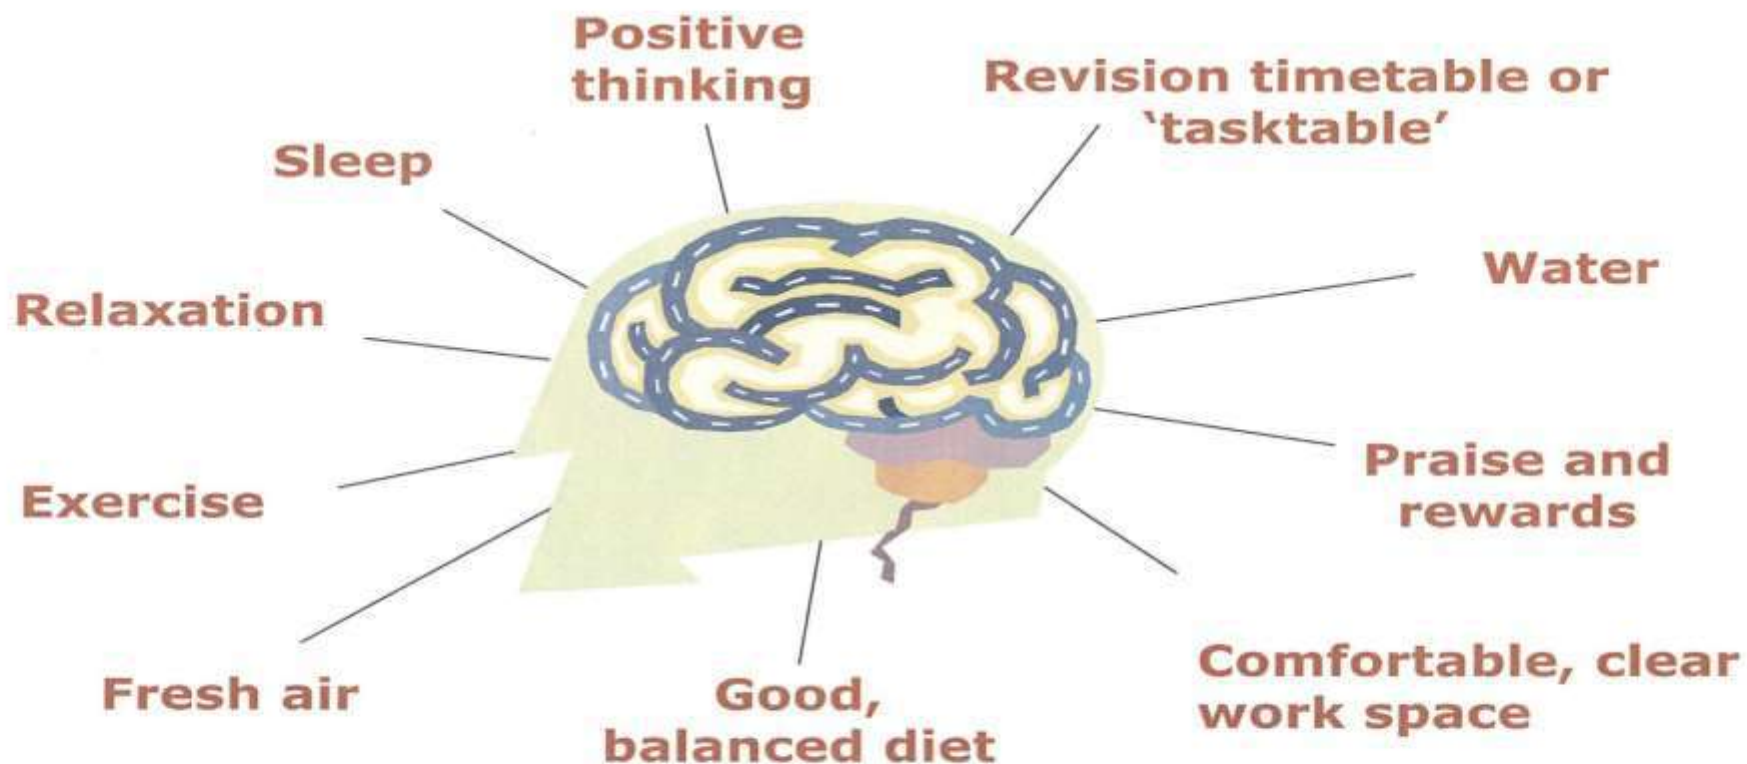 Positive
thinking
Revision timetable or
‘tasktable’
Sleep
Water
Relaxation
Praise and
rewards
Exercise
Comfortable, clear
work space
Fresh air
Good,
balanced diet